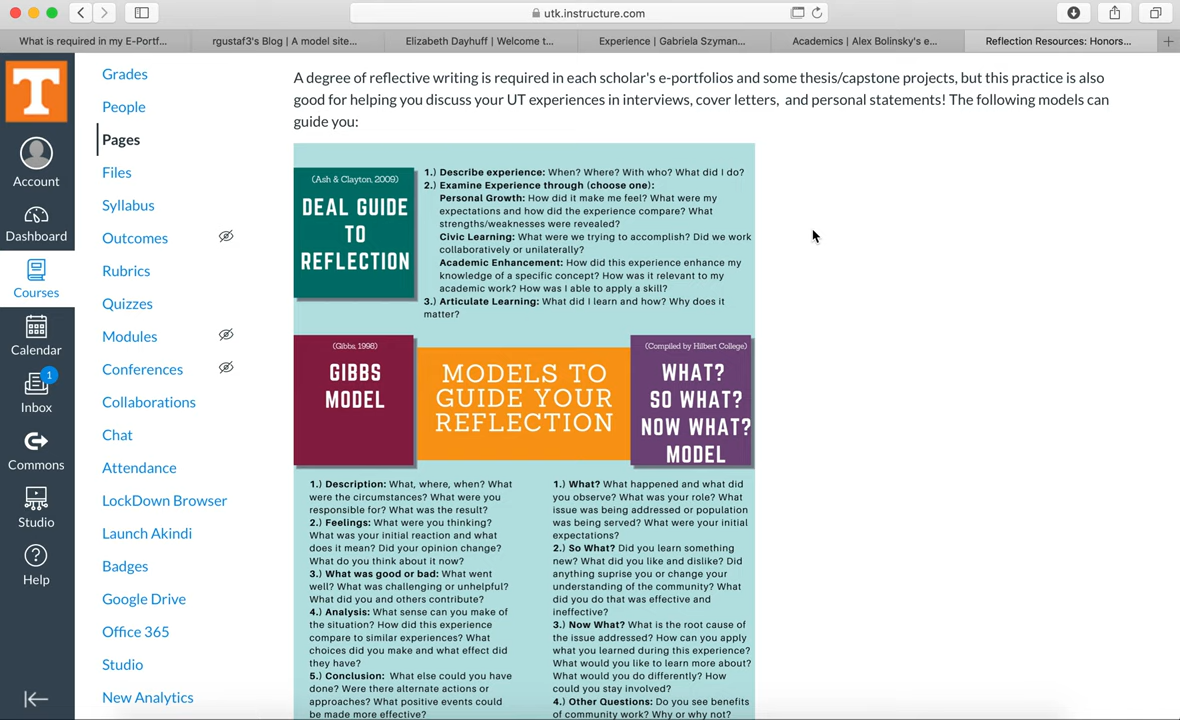 utk.instructure.com
What is required in my E-Portf...
rgustaf3's Blog | A model site...
Elizabeth Dayhuff | Welcome t...
Experience | Gabriela Szyman...
Academics | Alex Bolinsky's e...
Reflection Resources: Honors...
T
Account
Dashboard
Courses
Calendar
1
Inbox
Commons
Studio
Help
Grades
People
Pages
Files
Syllabus
Outcomes
Rubrics
Quizzes
Modules
Conferences
Collaborations
Chat
Attendance
LockDown Browser
Launch Akindi
Badges
Google Drive
Office 365
Studio
New Analytics
A degree of reflective writing is required in each scholar's e-portfolios and some thesis/capstone projects, but this practice is also
good for helping you discuss your UT experiences in interviews, cover letters, and personal statements! The following models can
guide you:
(Ash & Clayton, 2009)
DEAL GUIDE
TO
REFLECTION
1.) Describe experience: When? Where? With who? What did I do?
2.) Examine Experience through (choose one):
Personal Growth: How did it make me feel? What were my
expectations and how did the experience compare? What
strengths/weaknesses were revealed?
Civic Learning: What were we trying to accomplish? Did we work
collaboratively or unilaterally?
Academic Enhancement: How did this experience enhance my
knowledge of a specific concept? How was it relevant to my
academic work? How was I able to apply a skill?
3.) Articulate Learning: What did I learn and how? Why does it
matter?
(Gibbs, 1998)
GIBBS
MODEL
MODELS TO
GUIDE YOUR
REFLECTION
(Compiled by Hilbert College)
WHAT?
SO WHAT?
NOW WHAT?
MODEL
1.) Description: What, where, when? What
were the circumstances? What were you
responsible for? What was the result?
2.) Feelings: What were you thinking?
What was your initial reaction and what
does it mean? Did your opinion change?
What do you think about it now?
3.) What was good or bad: What went
well? What was challenging or unhelpful?
What did you and others contribute?
4.) Analysis: What sense can you make of
the situation? How did this experience
compare to similar experiences? What
choices did you make and what effect did
they have?
5.) Conclusion: What else could you have
done? Were there alternate actions or
approaches? What positive events could
be made more effective?
1.) What? What happened and what did
you observe? What was your role? What
issue was being addressed or population
was being served? What were your initial
expectations?
2.) So What? Did you learn something
new? What did you like and dislike? Did
anything suprise you or change your
understanding of the community? What
did you do that was effective and
ineffective?
3.) Now What? What is the root cause of
the issue addressed? How can you apply
what you learned during this experience?
What would you like to learn more about?
What would you do differently? How
could you stay involved?
4.) Other Questions: Do you see benefits
of community work? Why or why not?